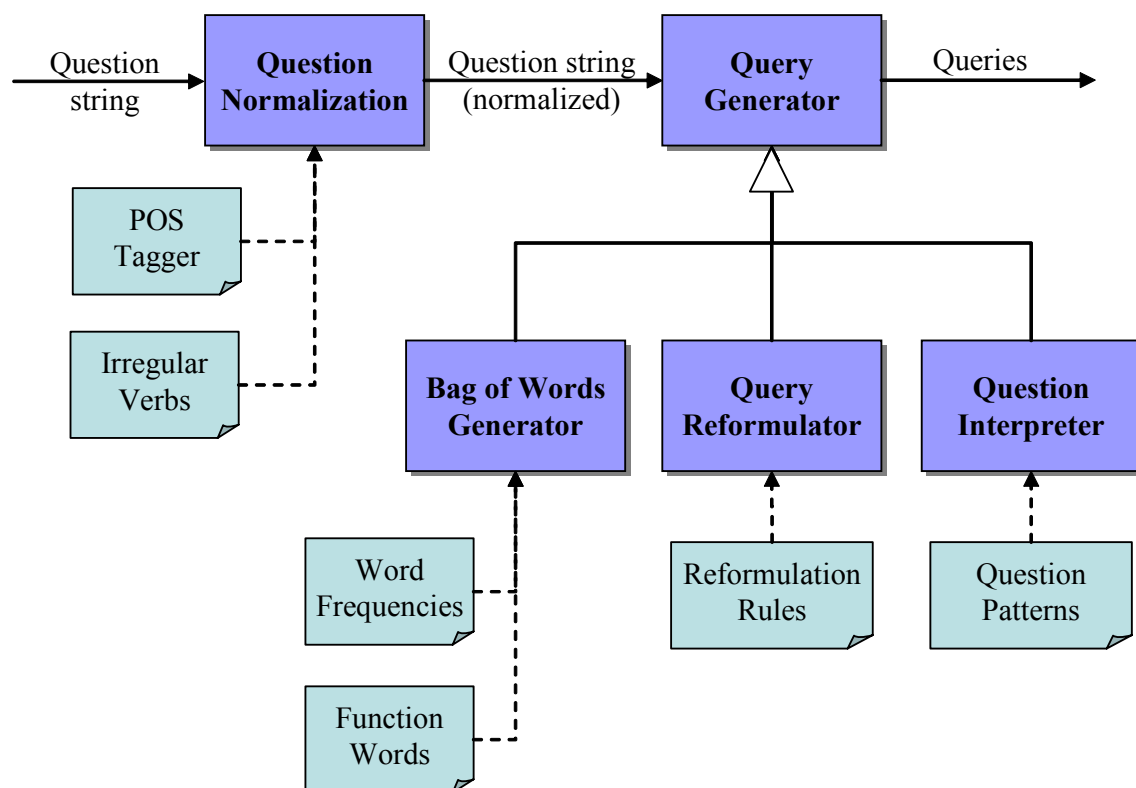 Question
string
Question
Normalization
Question string
(normalized)
Query
Generator
Queries
POS
Tagger
Irregular
Verbs
Bag of Words
Generator
Query
Reformulator
Question
Interpreter
Word
Frequencies
Reformulation
Rules
Question
Patterns
Function
Words